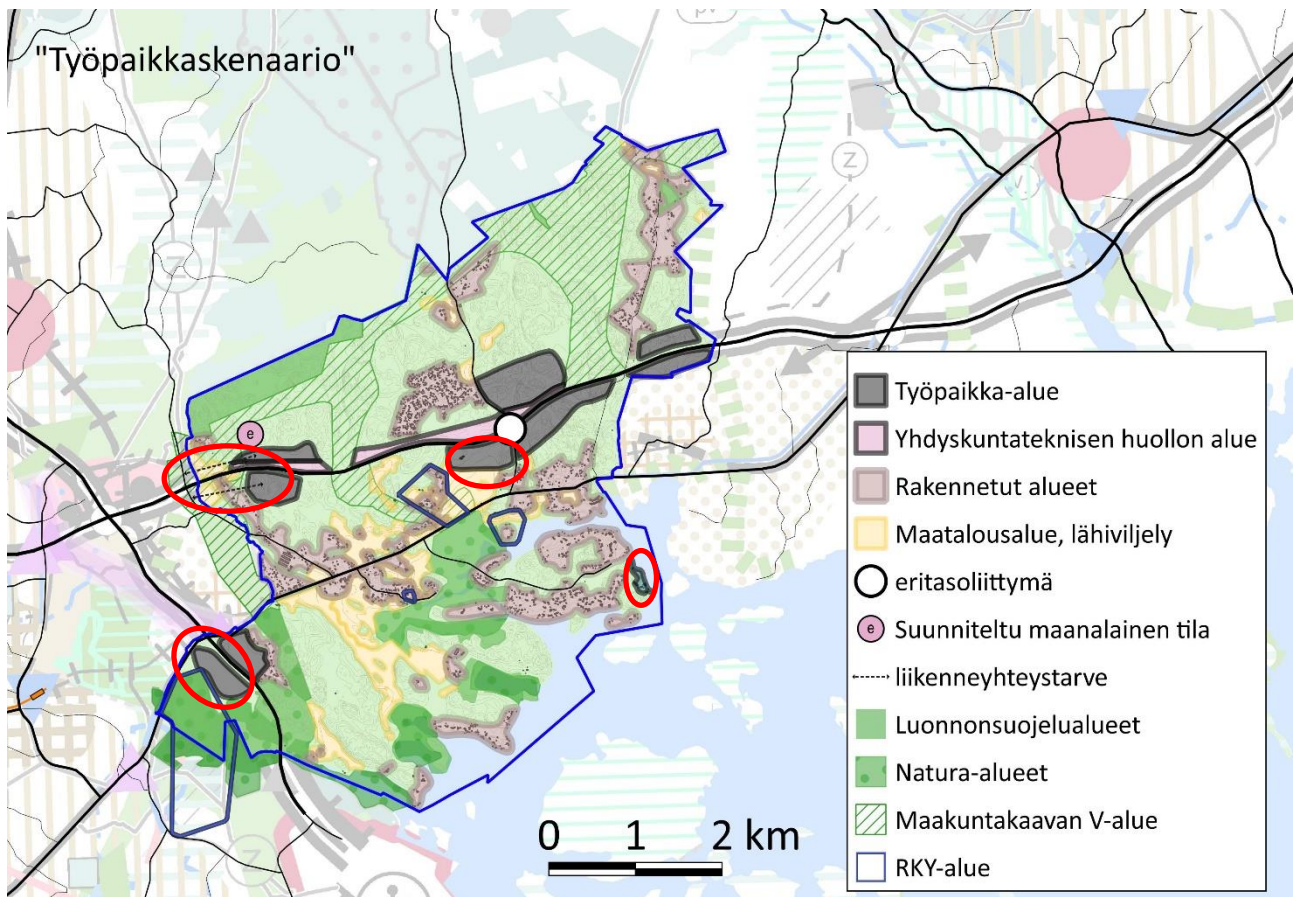 "Työpaikkaskenaario"
pv
Z
Z
v
e
Työpaikka-alue
Yhdyskuntateknisen huollon alue
Rakennetut alueet
Maatalousalue, lähiviljely
eritasoliittymä
e Suunniteltu maanalainen tila
liikenneyhteystarve
Luonnonsuojelualueet
Natura-alueet
Maakuntakaavan V-alue
RKY-alue
0 1 2 km
Z